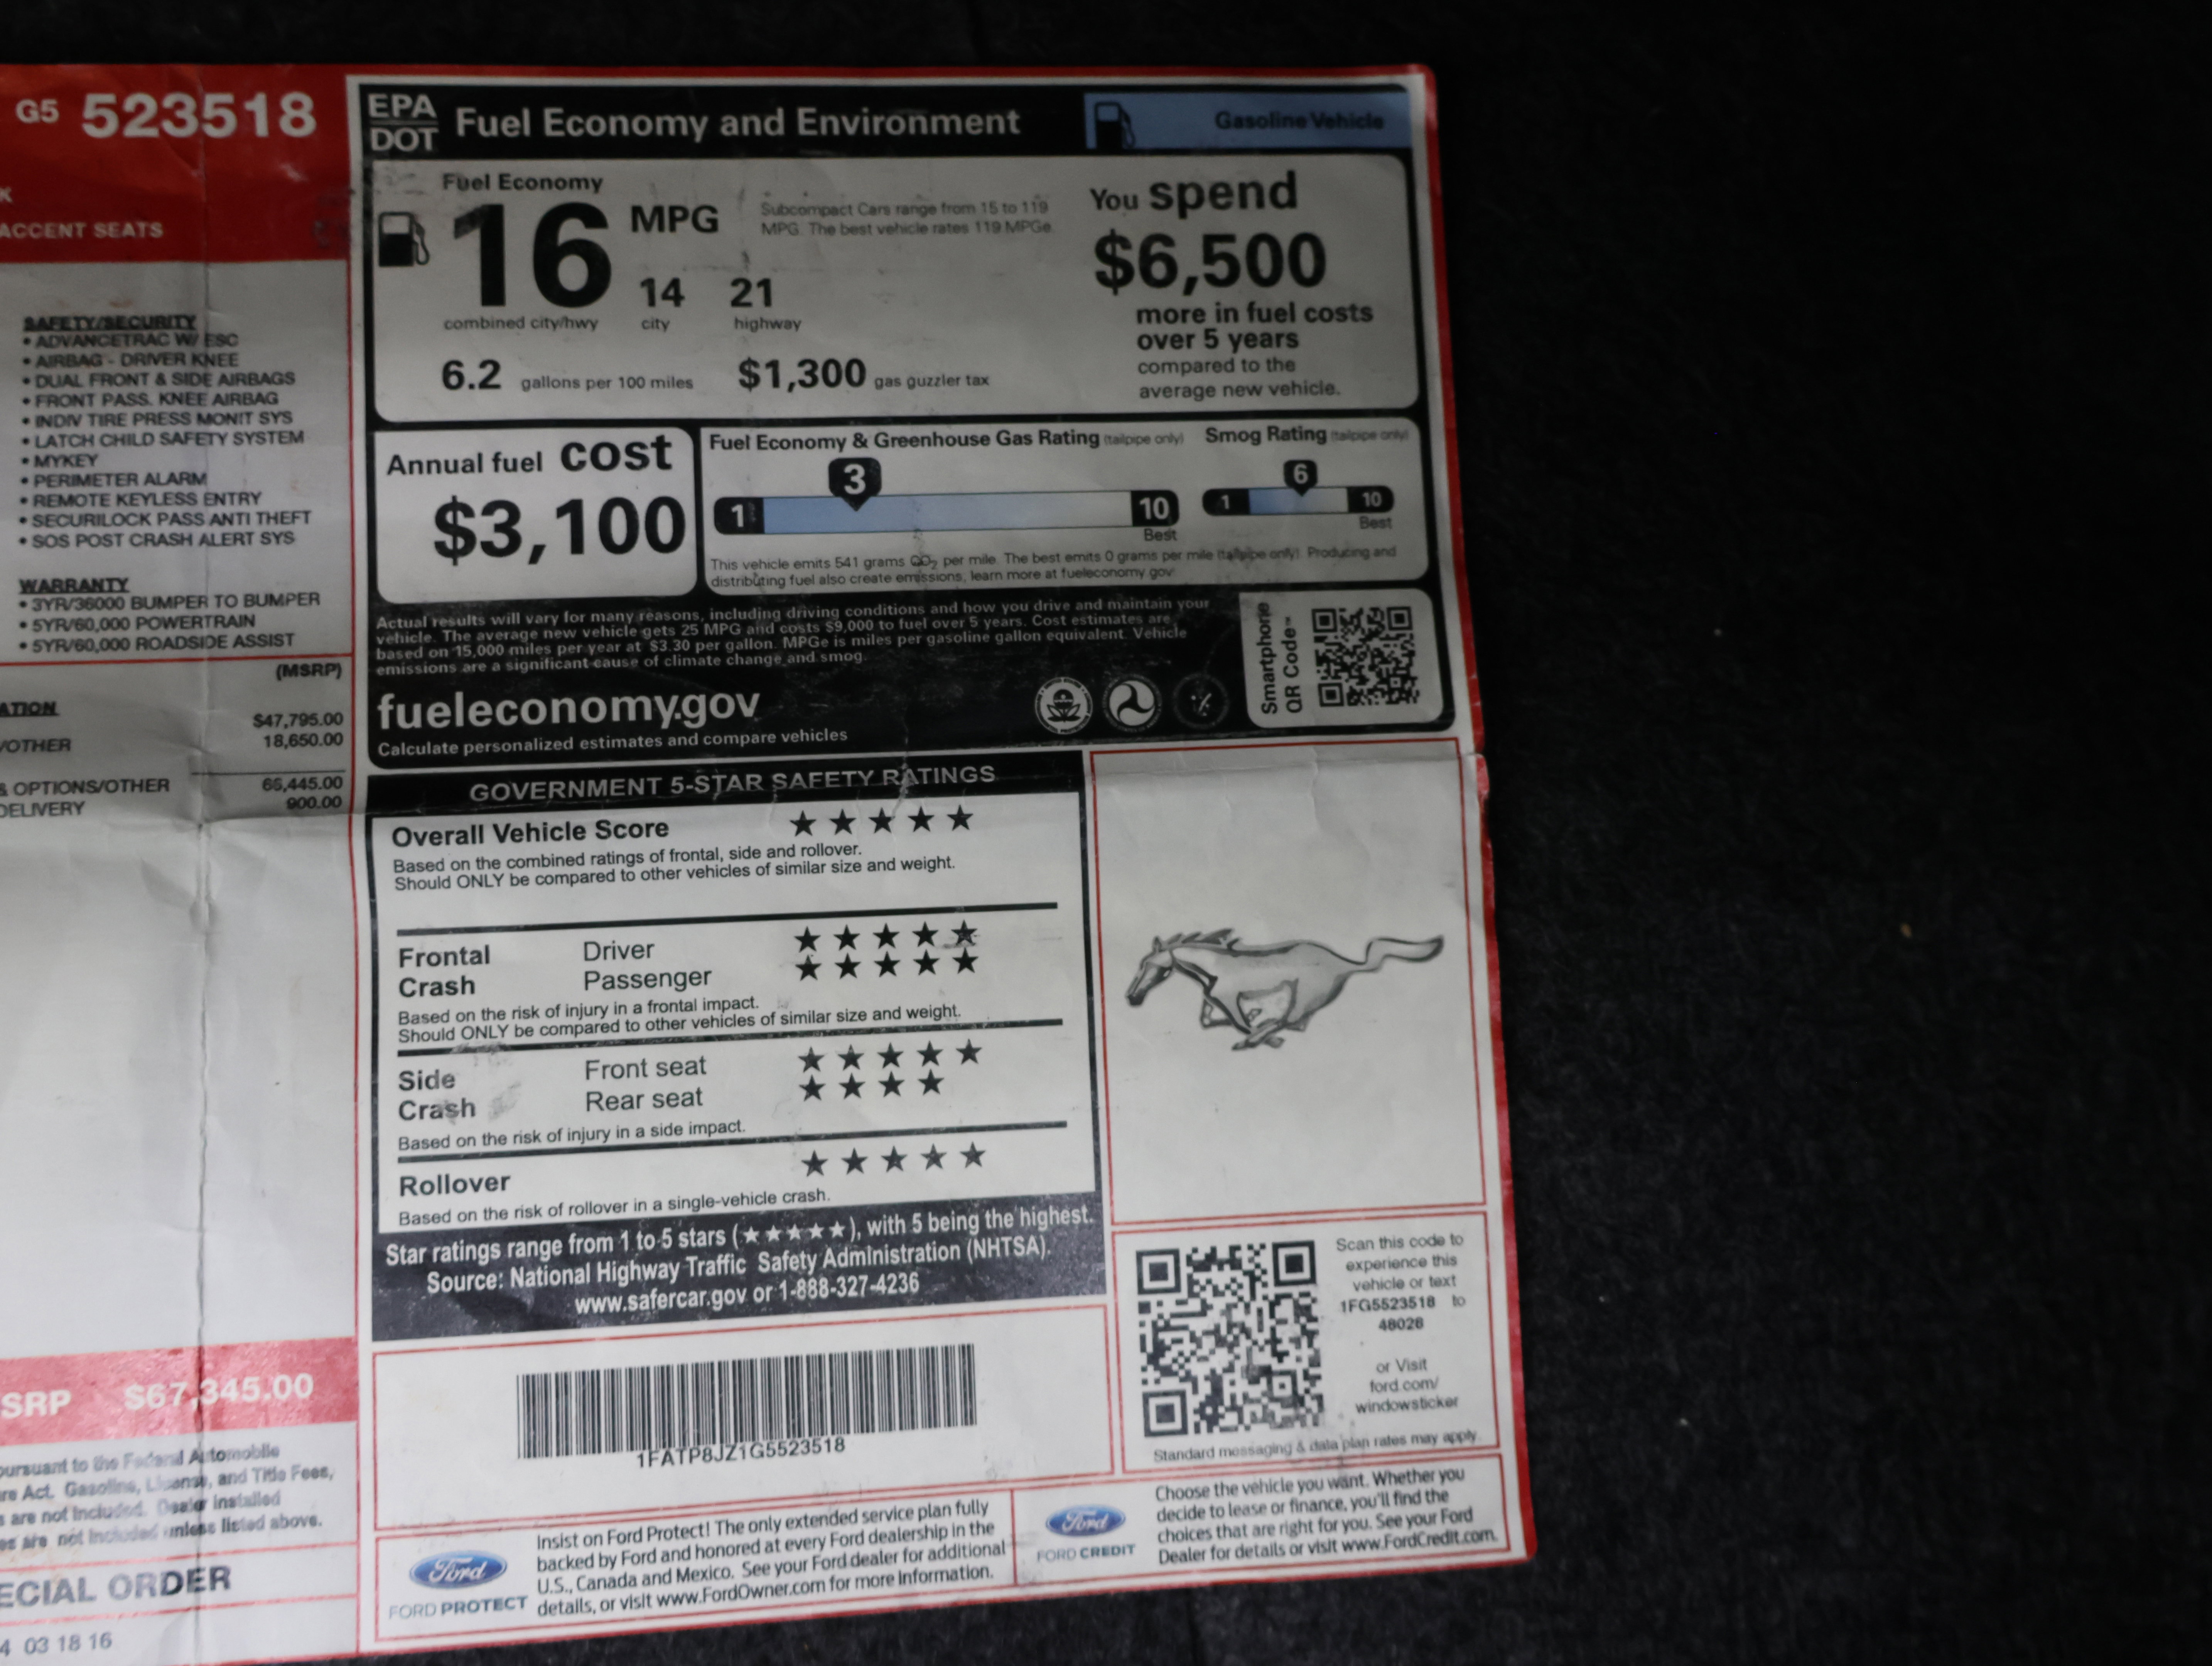 G5 523518
K
ACCENT SEATS
SAFETY/SECURITY
• ADVANCETRAC W/ ESC
• AIRBAG - DRIVER KNEE
• DUAL FRONT & SIDE AIRBAGS
• FRONT PASS. KNEE AIRBAG
• INDIV TIRE PRESS MONIT SYS
• LATCH CHILD SAFETY SYSTEM
• MYKEY
• PERIMETER ALARM
• REMOTE KEYLESS ENTRY
• SECURILOCK PASS ANTI THEFT
• SOS POST CRASH ALERT SYS
WARRANTY
• 3YR/36000 BUMPER TO BUMPER
• 5YR/60,000 POWERTRAIN
• 5YR/60,000 ROADSIDE ASSIST
(MSRP)
ATION
$47,795.00
/OTHER 18,650.00
& OPTIONS/OTHER 66,445.00
DELIVERY 900.00
SRP $67,345.00
pursuant to the Federal Automobile
re Act. Gasoline, License, and Title Fees,
s are not included. Dealer installed
es are not included unless listed above.
ECIAL ORDER
4 03 18 16
EPA
DOT
Fuel Economy and Environment
Gasoline Vehicle
Fuel Economy
16 MPG
Subcompact Cars range from 15 to 119
MPG. The best vehicle rates 119 MPGe.
14 21
combined city/hwy city highway
6.2 gallons per 100 miles $1,300 gas guzzler tax
You spend
$6,500
more in fuel costs
over 5 years
compared to the
average new vehicle.
Annual fuel cost
$3,100
Fuel Economy & Greenhouse Gas Rating (tailpipe only)
3
1 10
Best
Smog Rating (tailpipe only)
6
1 10
Best
This vehicle emits 541 grams CO2 per mile. The best emits 0 grams per mile (tailpipe only). Producing and
distributing fuel also create emissions, learn more at fueleconomy.gov
Actual results will vary for many reasons, including driving conditions and how you drive and maintain your
vehicle. The average new vehicle gets 25 MPG and costs $9,000 to fuel over 5 years. Cost estimates are
based on 15,000 miles per year at $3.30 per gallon. MPGe is miles per gasoline gallon equivalent. Vehicle
emissions are a significant cause of climate change and smog.
fueleconomy.gov
Calculate personalized estimates and compare vehicles
Smartphone
QR Code™
GOVERNMENT 5-STAR SAFETY RATINGS
Overall Vehicle Score ★★★★★
Based on the combined ratings of frontal, side and rollover.
Should ONLY be compared to other vehicles of similar size and weight.
Frontal Driver ★★★★★
Crash Passenger ★★★★★
Based on the risk of injury in a frontal impact.
Should ONLY be compared to other vehicles of similar size and weight.
Side Front seat ★★★★★
Crash Rear seat ★★★★
Based on the risk of injury in a side impact.
Rollover ★★★★★
Based on the risk of rollover in a single-vehicle crash.
Star ratings range from 1 to 5 stars (★★★★★), with 5 being the highest.
Source: National Highway Traffic Safety Administration (NHTSA).
www.safercar.gov or 1-888-327-4236
1FATP8JZ1G5523518
Scan this code to
experience this
vehicle or text
1FG5523518 to
48028
or Visit
ford.com/
windowsticker
Standard messaging & data plan rates may apply.
Ford
FORD PROTECT
Insist on Ford Protect! The only extended service plan fully
backed by Ford and honored at every Ford dealership in the
U.S., Canada and Mexico. See your Ford dealer for additional
details, or visit www.FordOwner.com for more information.
Ford
FORD CREDIT
Choose the vehicle you want. Whether you
decide to lease or finance, you'll find the
choices that are right for you. See your Ford
Dealer for details or visit www.FordCredit.com.